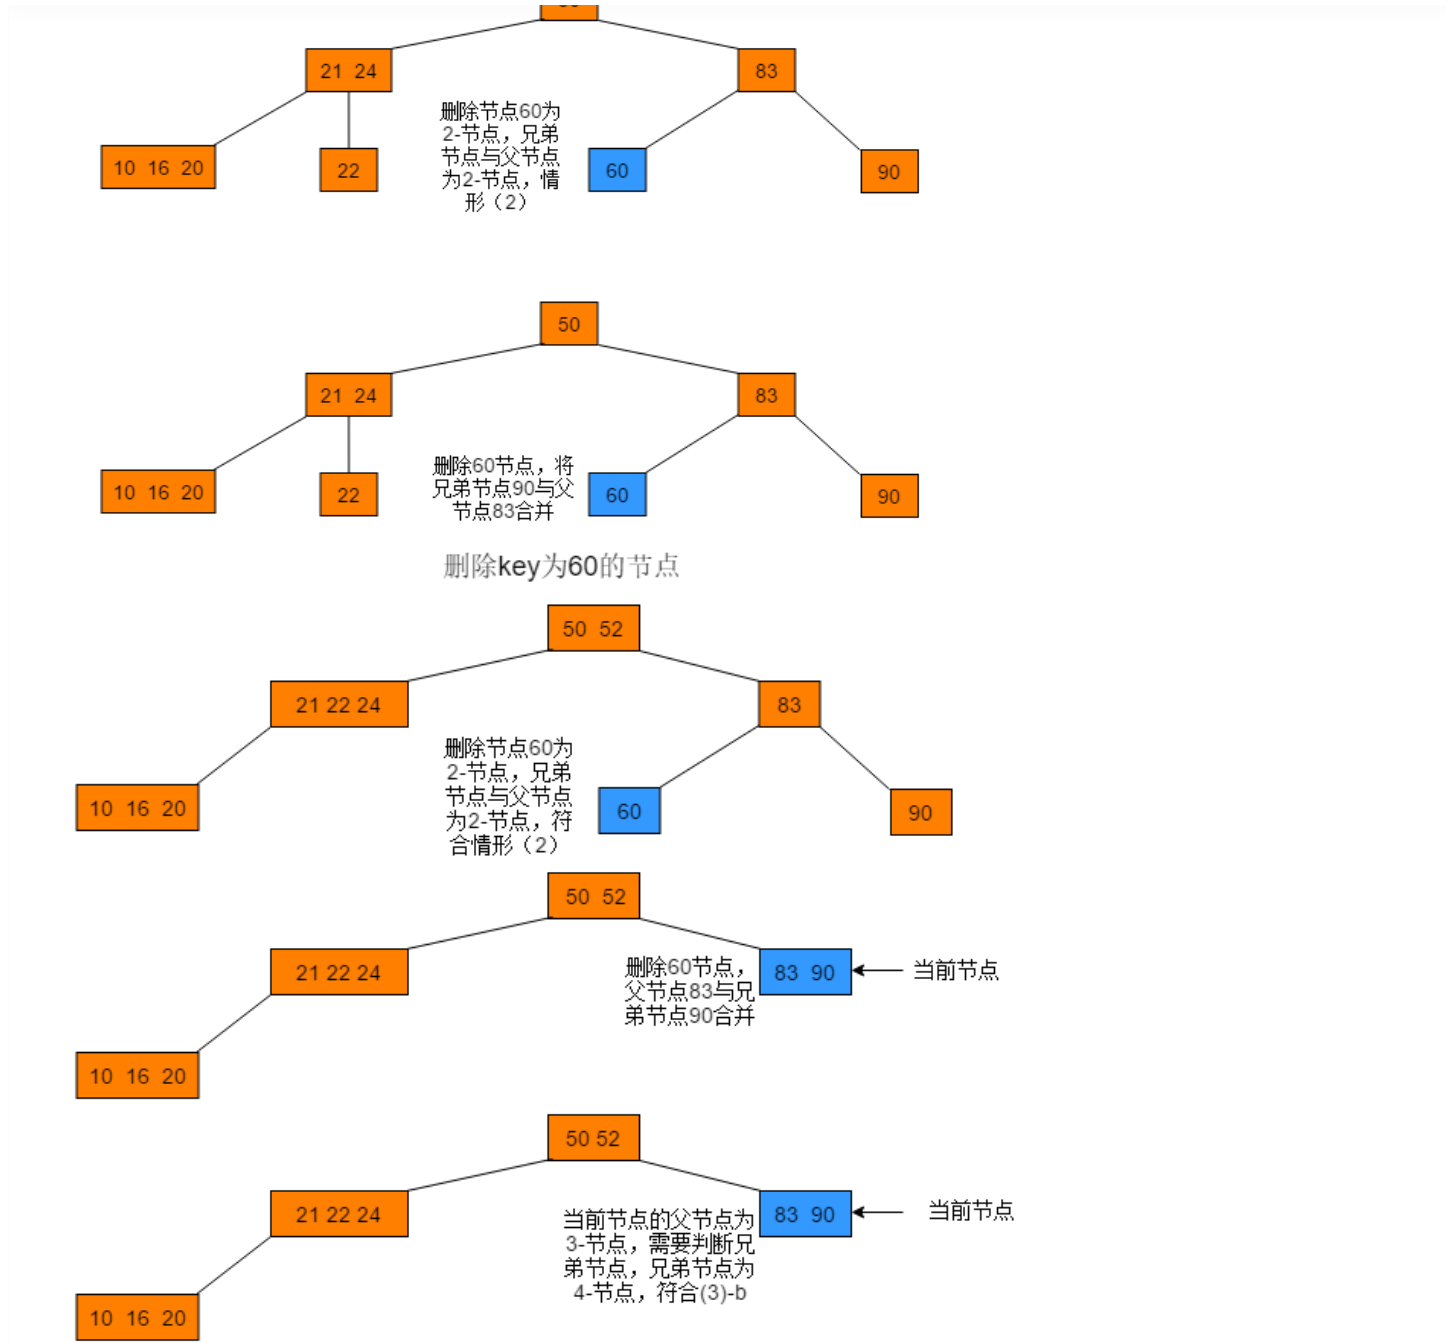 21 24
83
删除节点60为
2-节点，兄弟
节点与父节点
为2-节点，情
形（2）
10 16 20
22
60
90
50
21 24
83
删除60节点，将
兄弟节点90与父
节点83合并
10 16 20
22
60
90
删除key为60的节点
50 52
21 22 24
83
删除节点60为
2-节点，兄弟
节点与父节点
为2-节点，符
合情形（2）
10 16 20
60
90
50 52
21 22 24
删除60节点，
父节点83与兄
弟节点90合并
83 90
当前节点
10 16 20
50 52
21 22 24
当前节点的父节点为
3-节点，需要判断兄
弟节点，兄弟节点为
4-节点，符合(3)-b
83 90
当前节点
10 16 20